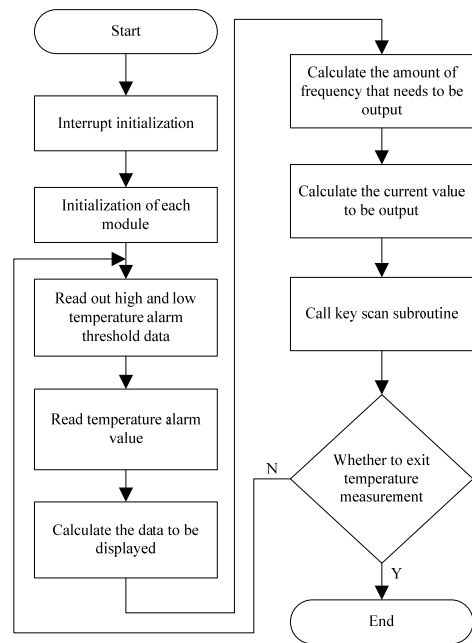 Start
Interrupt initialization
Initialization of each
module
Read out high and low
temperature alarm
threshold data
Read temperature alarm
value
Calculate the data to be
displayed
Calculate the amount of
frequency that needs to be
output
Calculate the current value
to be output
Call key scan subroutine
Whether to exit
temperature
measurement
N
Y
End